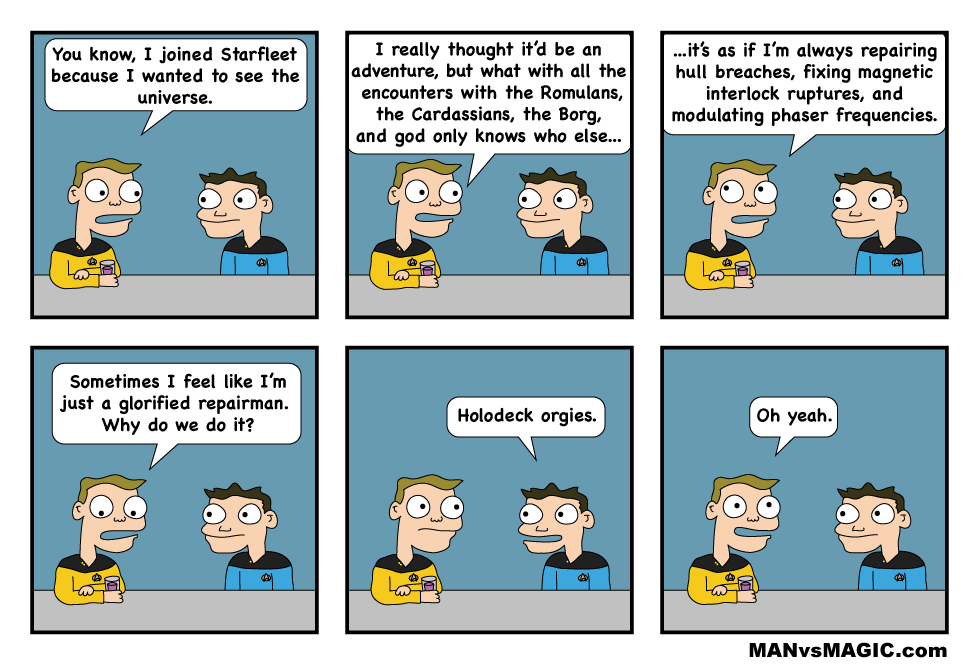 You know, I joined Starfleet
because I wanted to see the
universe.
I really thought it'd be an
adventure, but what with all the
encounters with the Romulans,
the Cardassians, the Borg,
and god only knows who else...
...it's as if I'm always repairing
hull breaches, fixing magnetic
interlock ruptures, and
modulating phaser frequencies.
Sometimes I feel like I'm
just a glorified repairman.
Why do we do it?
Holodeck orgies.
Oh yeah.
MANvsMAGIC.com